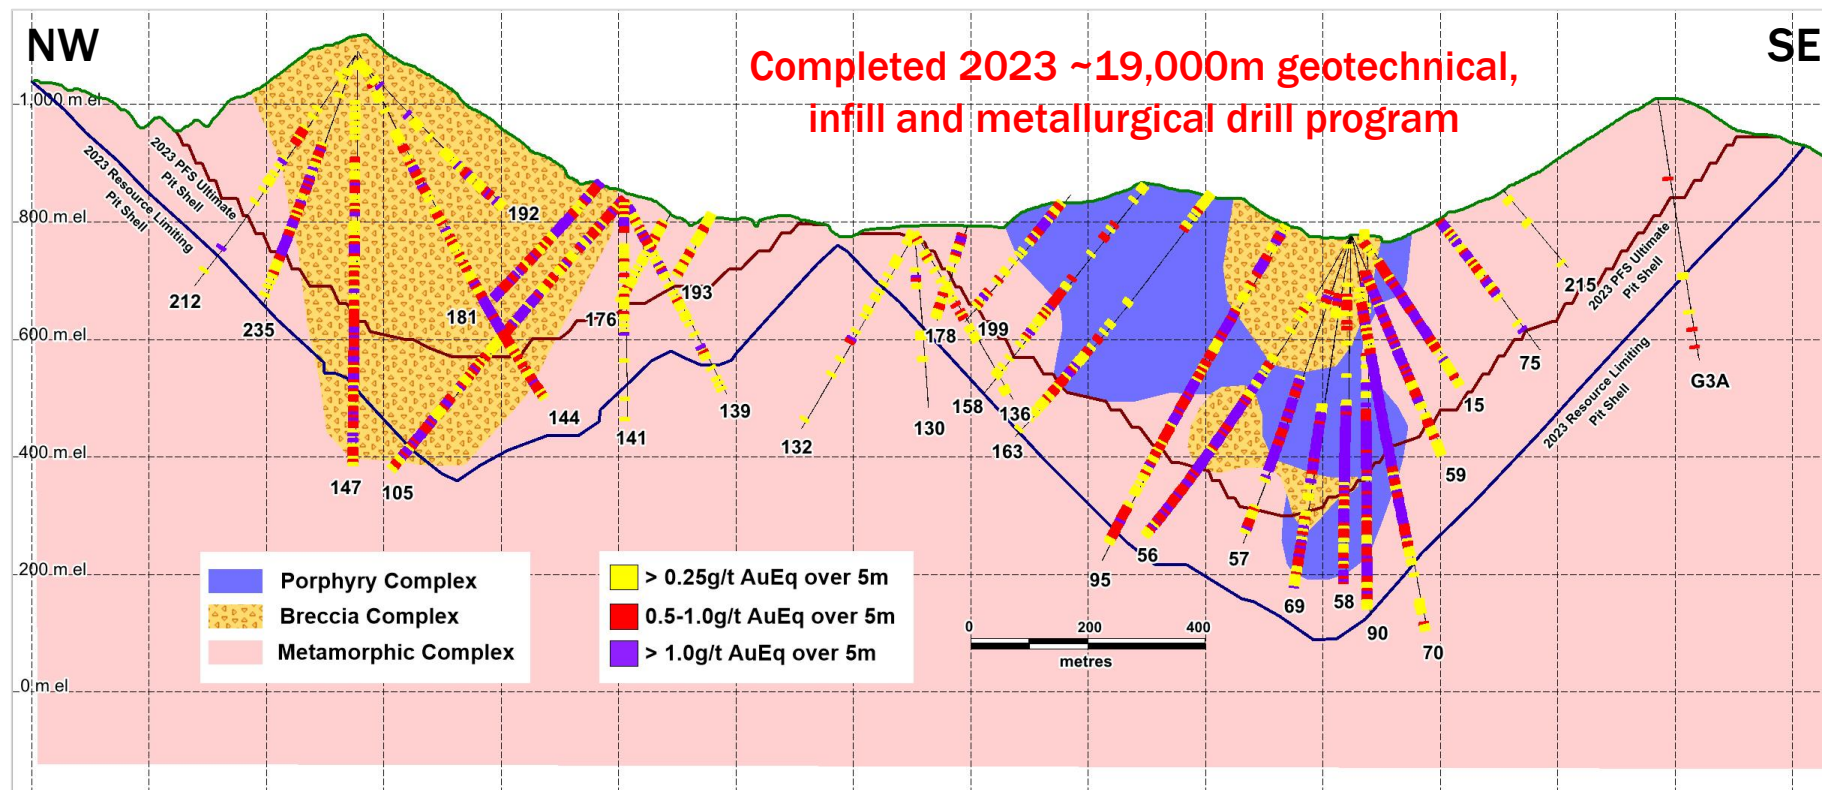 NW
SE
Completed 2023 ~19,000m geotechnical,
infill and metallurgical drill program
1000 m el
800 m el
600 m el
400 m el
200 m el
0 m el
2023 PFS Ultimate
Pit Shell
2023 Resource Limiting
Pit Shell
212
235
192
181
147
105
144
176
193
141
139
132
130
178
199
158
136
163
95
56
57
69
58
90
70
59
15
75
215
G3A
2023 PFS Ultimate
Pit Shell
2023 Resource Limiting
Pit Shell
Porphyry Complex
Breccia Complex
Metamorphic Complex
> 0.25g/t AuEq over 5m
0.5-1.0g/t AuEq over 5m
> 1.0g/t AuEq over 5m
0 200 400
metres